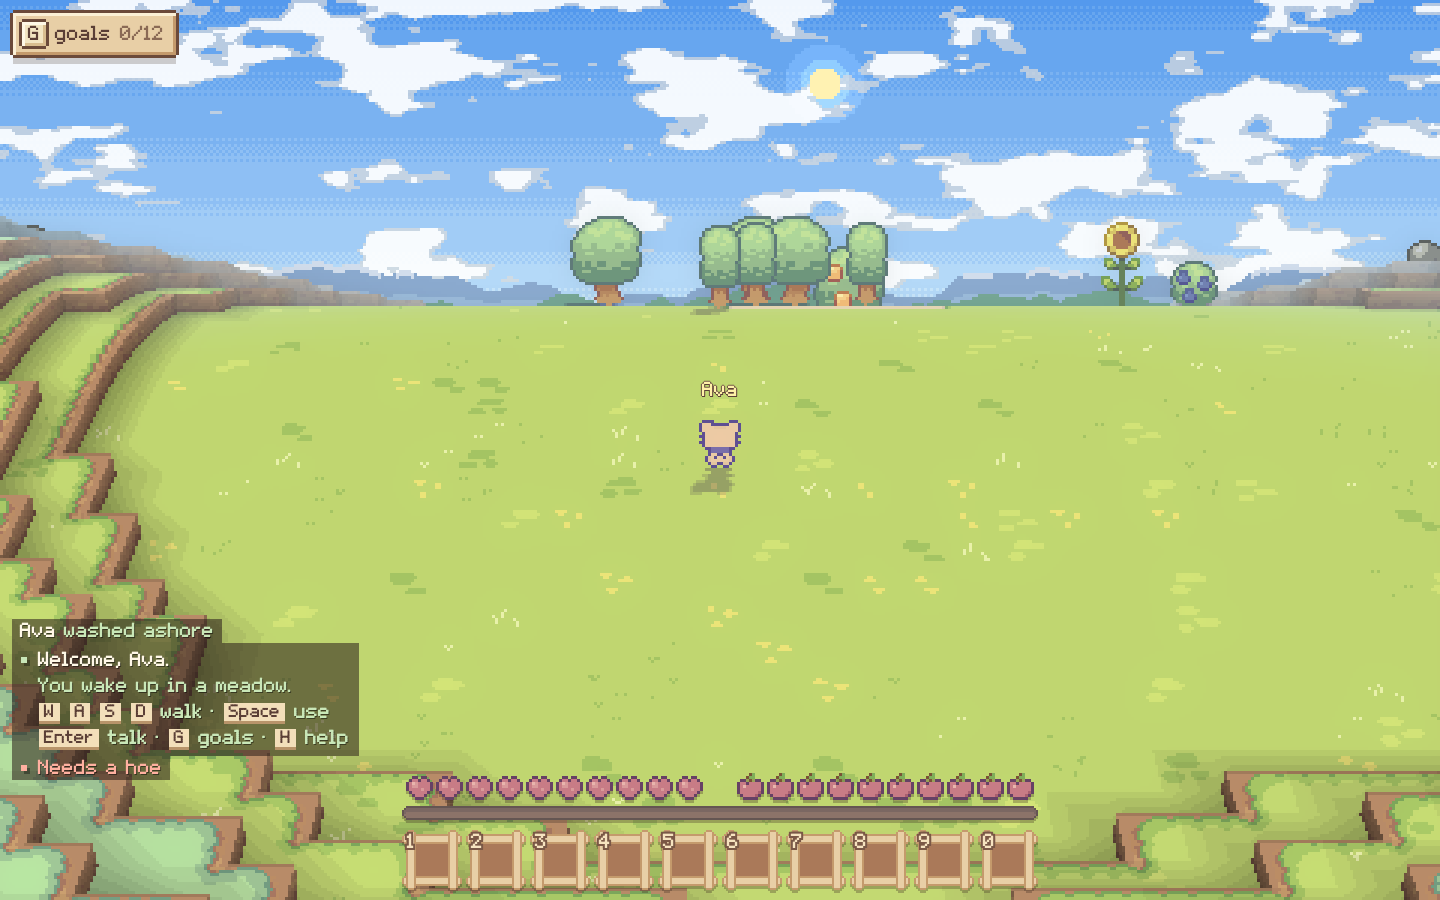 G goals 0/12
Ava
Ava washed ashore
Welcome, Ava.
You wake up in a meadow.
W A S D walk · Space use
Enter talk · G goals · H help
Needs a hoe
1 2 3 4 5 6 7 8 9 0